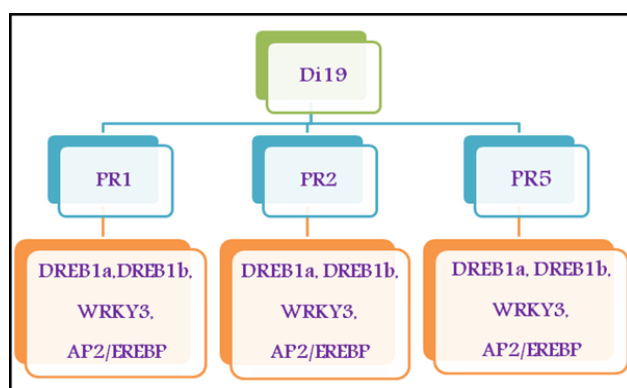 Di19
PR1
PR2
PR5
DREB1a,DREB1b,
WRKY3,
AP2/EREBP
DREB1a, DREB1b,
WRKY3,
AP2/EREBP
DREB1a, DREB1b,
WRKY3,
AP2/EREBP